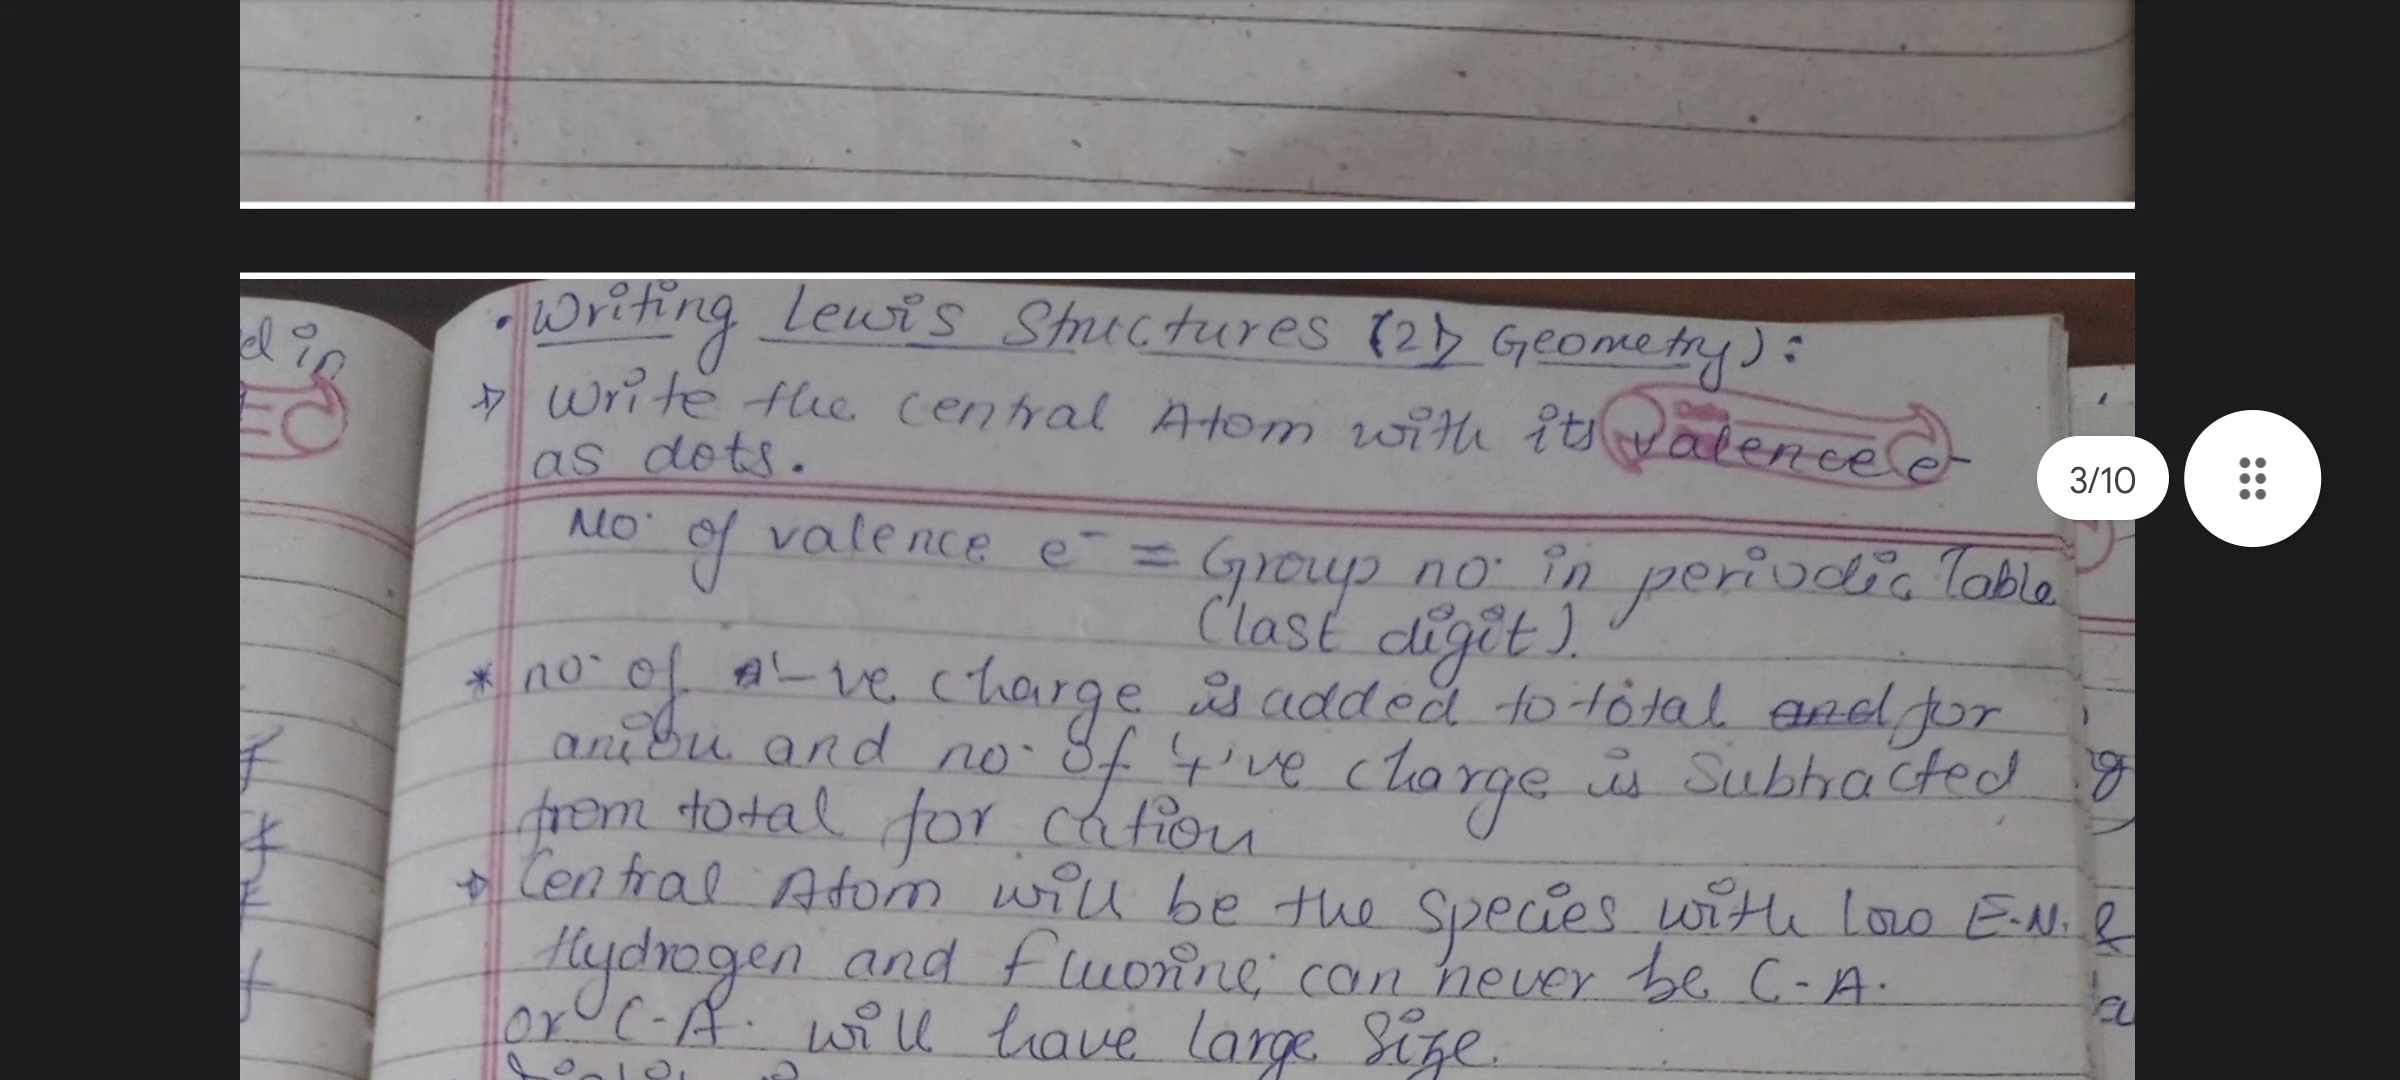 d in
• Writing Lewis Structures (2D Geometry):
→ Write the central Atom with its valence e-
as dots.
Date
No. of valence e⁻ = Group no. in periodic Table
(last digit).
* no. of '-'ve charge is added to total and for
anion and no. of '+'ve charge is Subtracted
from total for cation
→ Central Atom will be the species with low E.N. &
Hydrogen and fluorine, can never be C-A.
or C-A. will have large Size.
3/10